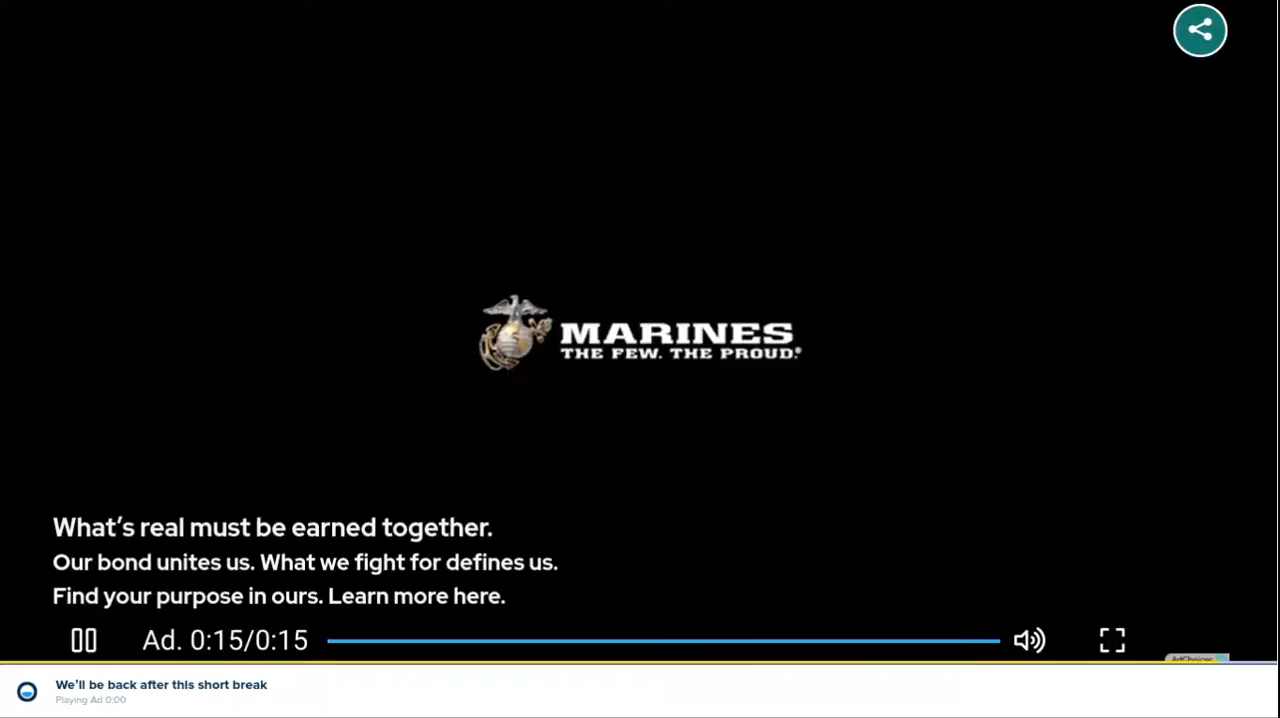 MARINES
THE FEW. THE PROUD.®
What's real must be earned together.
Our bond unites us. What we fight for defines us.
Find your purpose in ours. Learn more here.
Ad. 0:15/0:15
AdChoices
We'll be back after this short break
Playing Ad 0:00